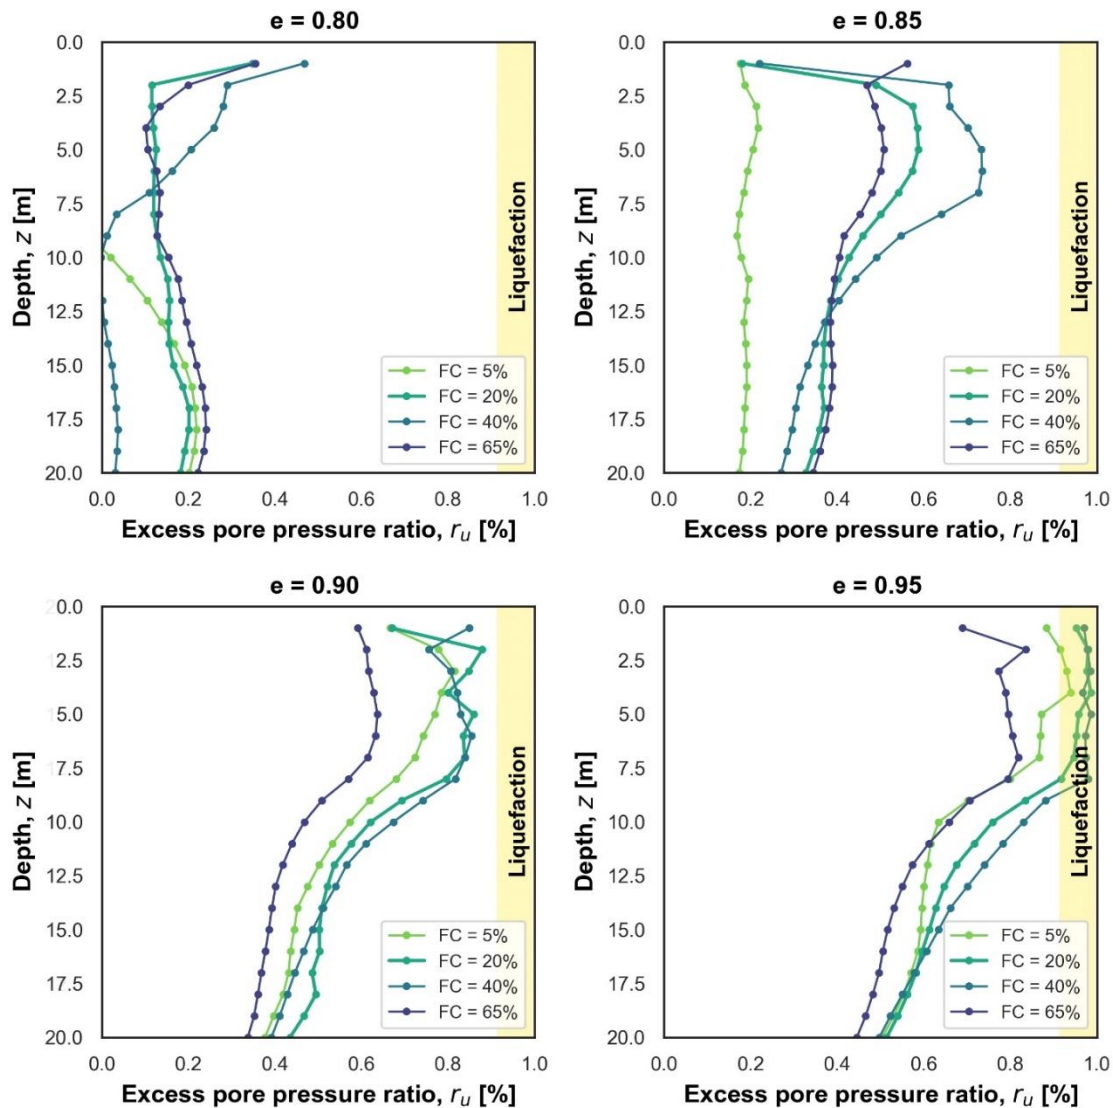 e = 0.80
Depth, z [m]
0.0
2.5
5.0
7.5
10.0
12.5
15.0
17.5
20.0
Liquefaction
FC = 5%
FC = 20%
FC = 40%
FC = 65%
0.0 0.2 0.4 0.6 0.8 1.0
Excess pore pressure ratio, r_u [%]
e = 0.85
Depth, z [m]
0.0
2.5
5.0
7.5
10.0
12.5
15.0
17.5
20.0
Liquefaction
FC = 5%
FC = 20%
FC = 40%
FC = 65%
0.0 0.2 0.4 0.6 0.8 1.0
Excess pore pressure ratio, r_u [%]
e = 0.90
Depth, z [m]
0.0
2.5
5.0
7.5
10.0
12.5
15.0
17.5
20.0
Liquefaction
FC = 5%
FC = 20%
FC = 40%
FC = 65%
0.0 0.2 0.4 0.6 0.8 1.0
Excess pore pressure ratio, r_u [%]
e = 0.95
Depth, z [m]
0.0
2.5
5.0
7.5
10.0
12.5
15.0
17.5
20.0
Liquefaction
FC = 5%
FC = 20%
FC = 40%
FC = 65%
0.0 0.2 0.4 0.6 0.8 1.0
Excess pore pressure ratio, r_u [%]